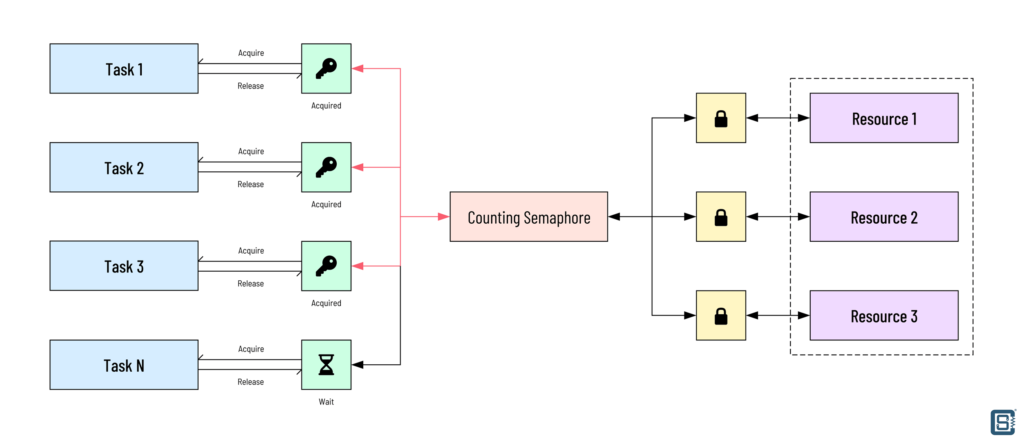 Task 1
Acquire
Release
Acquired
Task 2
Acquire
Release
Acquired
Task 3
Acquire
Release
Acquired
Task N
Acquire
Release
Wait
Counting Semaphore
Resource 1
Resource 2
Resource 3